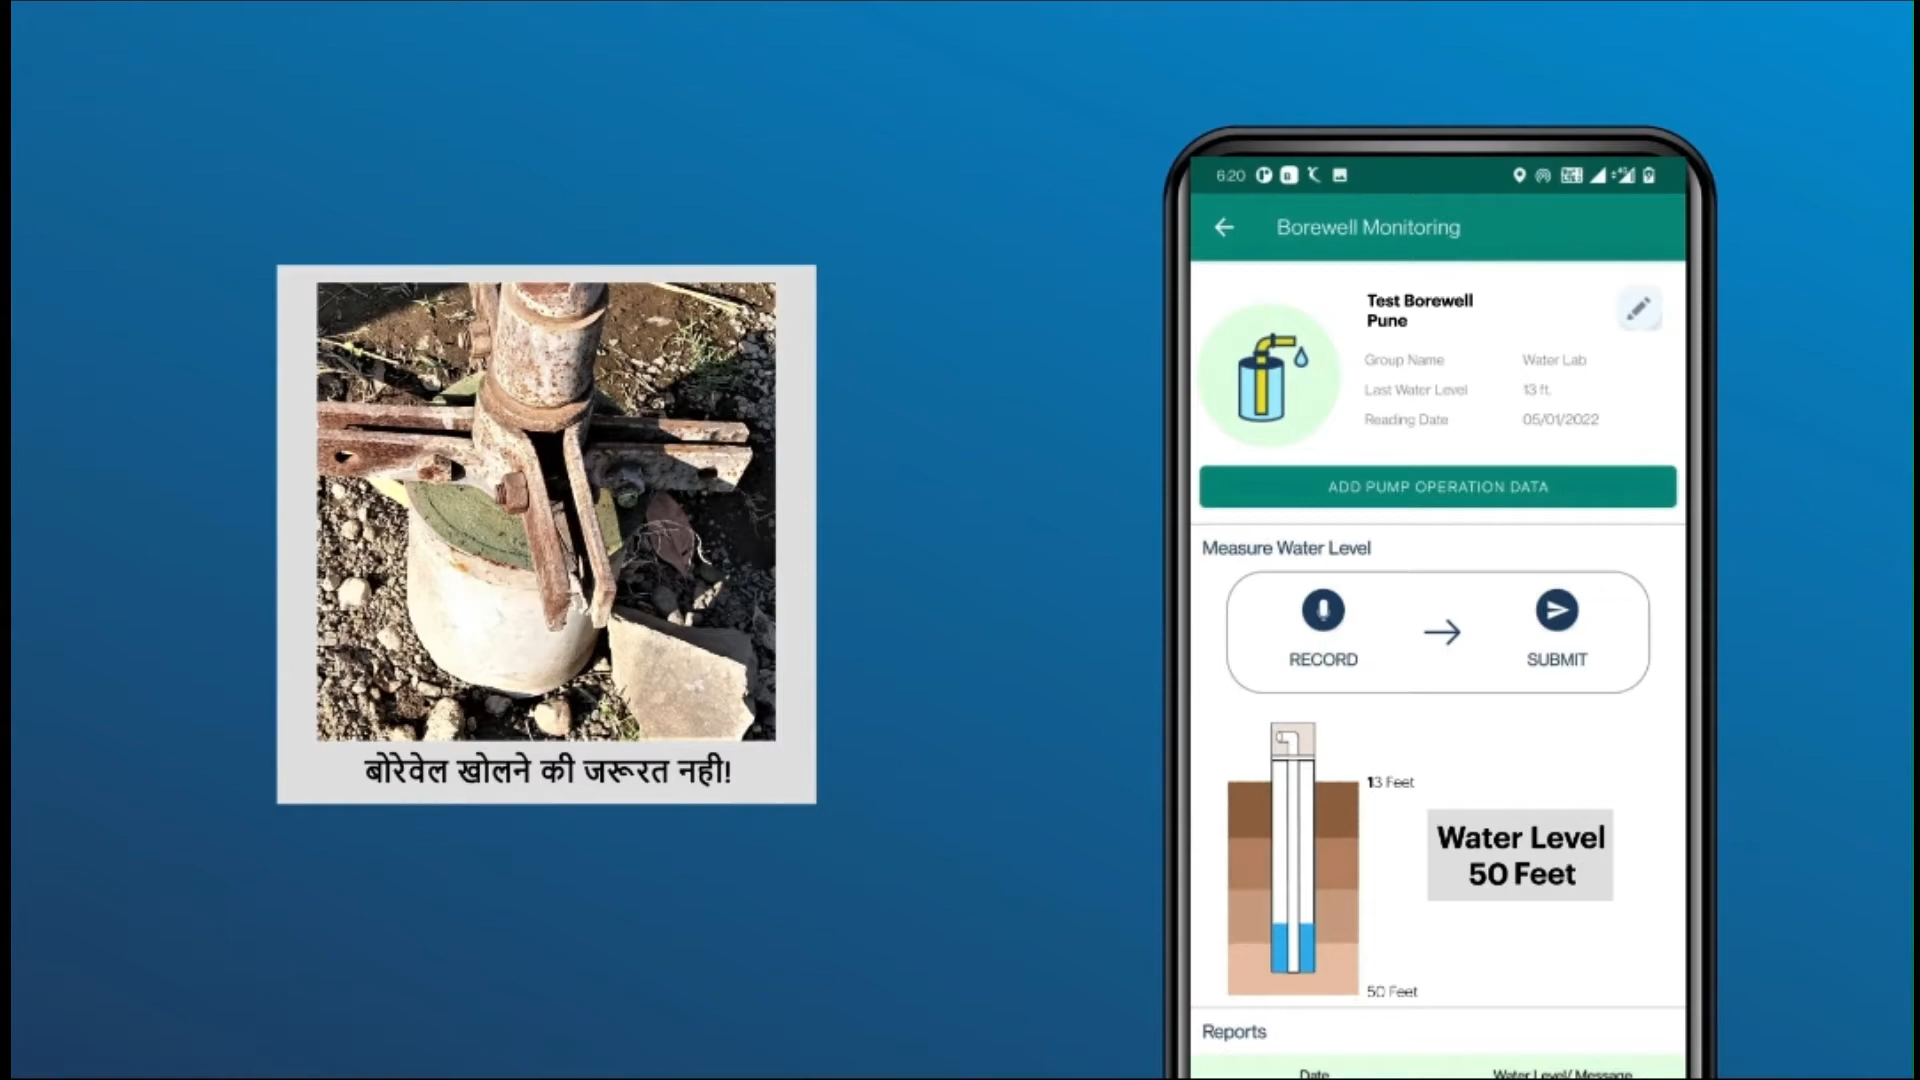 बोरेवेल खोलने की जरूरत नही!
6:20
Borewell Monitoring
Test Borewell
Pune
Group Name Water Lab
Last Water Level 13 ft.
Reading Date 05/01/2022
ADD PUMP OPERATION DATA
Measure Water Level
RECORD SUBMIT
13 Feet
Water Level
50 Feet
50 Feet
Reports
Date Water Level/ Message